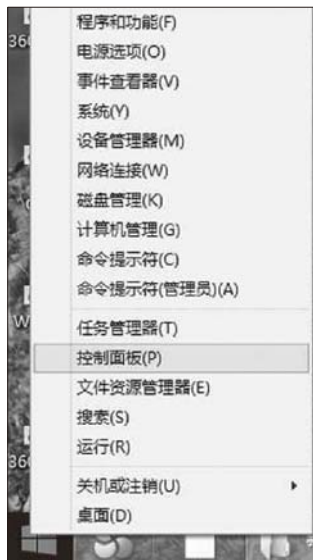 程序和功能(F)
电源选项(O)
事件查看器(V)
系统(Y)
设备管理器(M)
网络连接(W)
磁盘管理(K)
计算机管理(G)
命令提示符(C)
命令提示符(管理员)(A)
任务管理器(T)
控制面板(P)
文件资源管理器(E)
搜索(S)
运行(R)
关机或注销(U)
桌面(D)